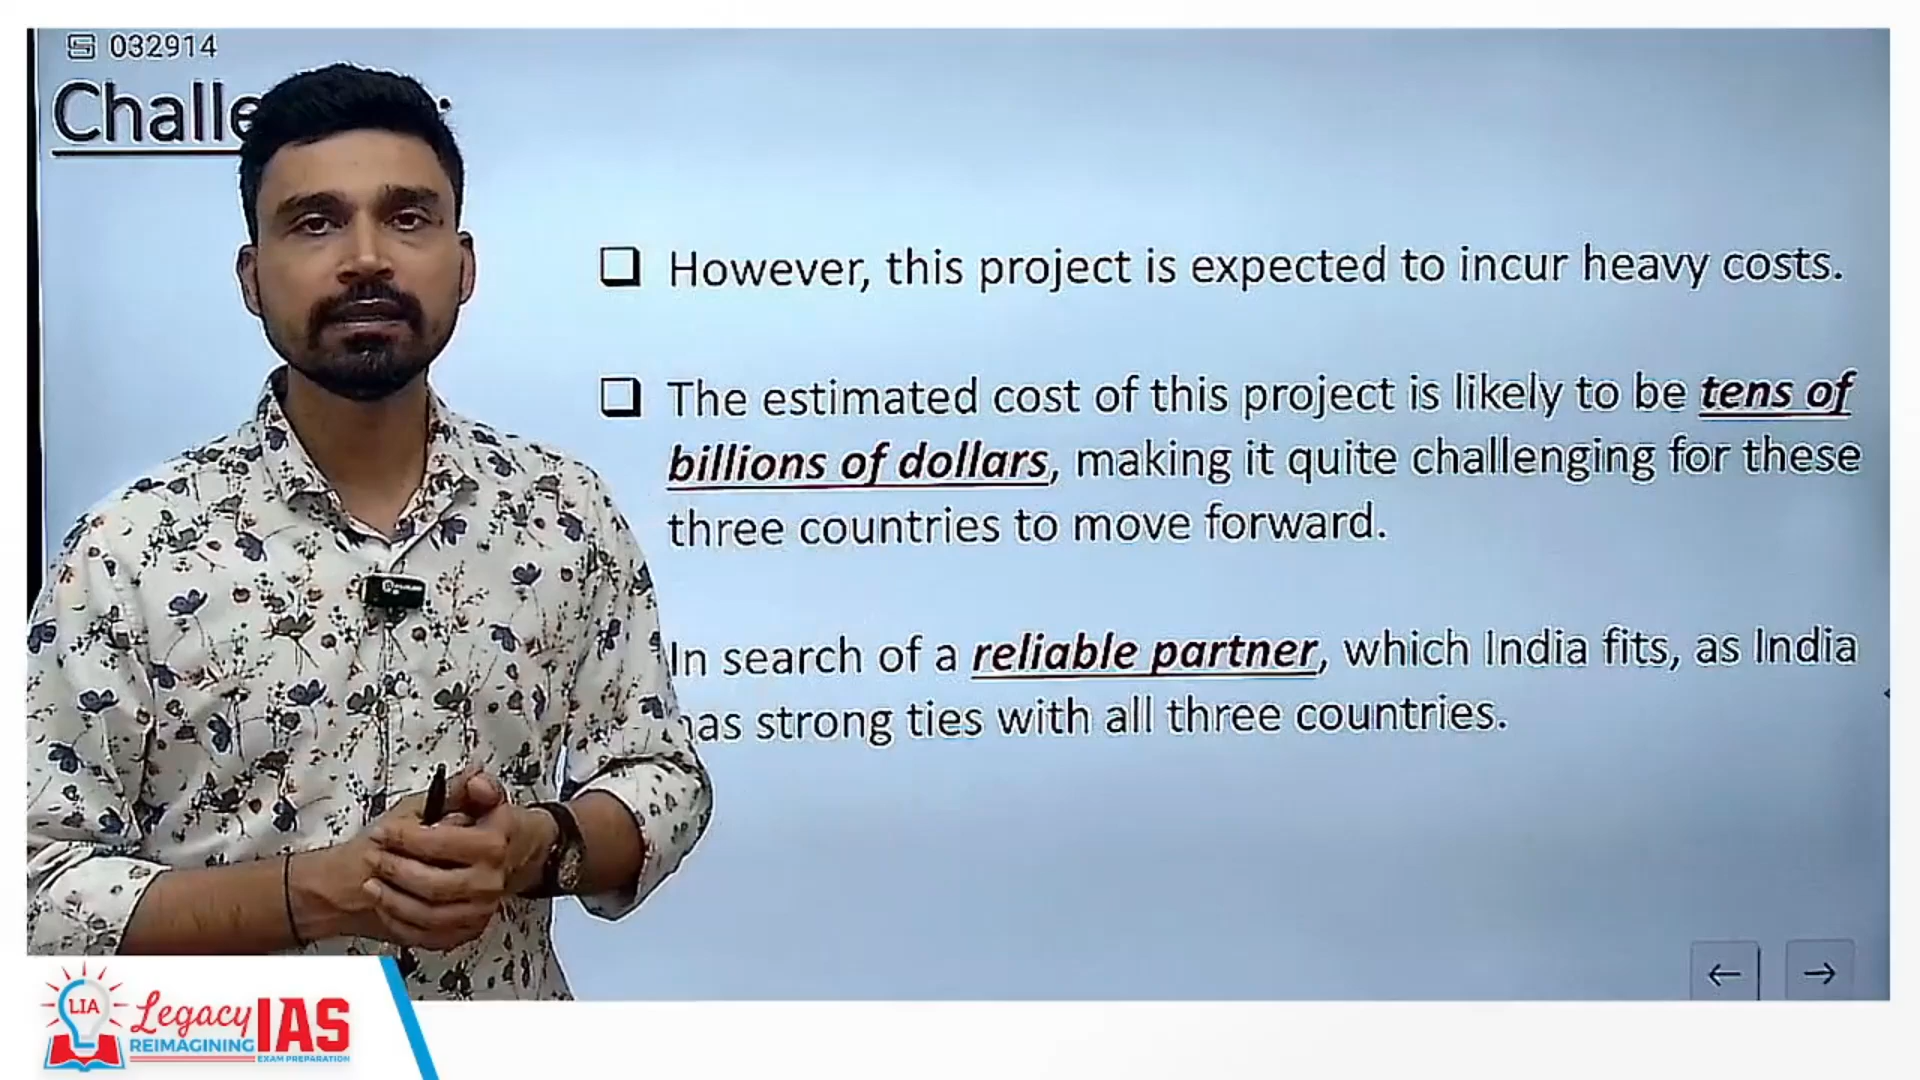 032914
Challe
However, this project is expected to incur heavy costs.
The estimated cost of this project is likely to be tens of
billions of dollars, making it quite challenging for these
three countries to move forward.
In search of a reliable partner, which India fits, as India
has strong ties with all three countries.
LIA
Legacy IAS
REIMAGINING
EXAM PREPARATION